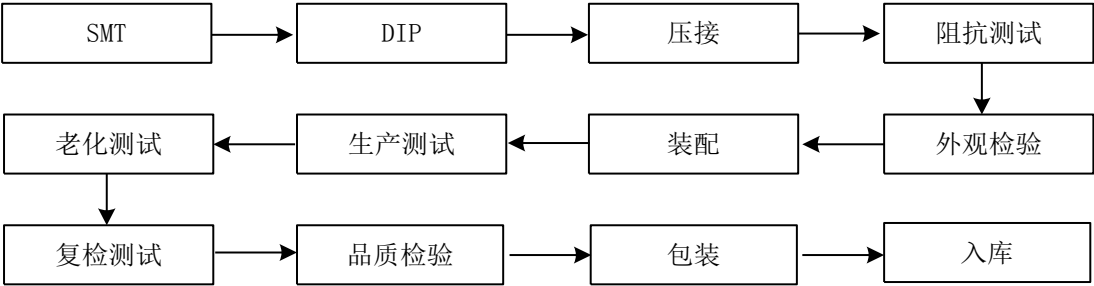 SMT
DIP
压接
阻抗测试
外观检验
装配
生产测试
老化测试
复检测试
品质检验
包装
入库